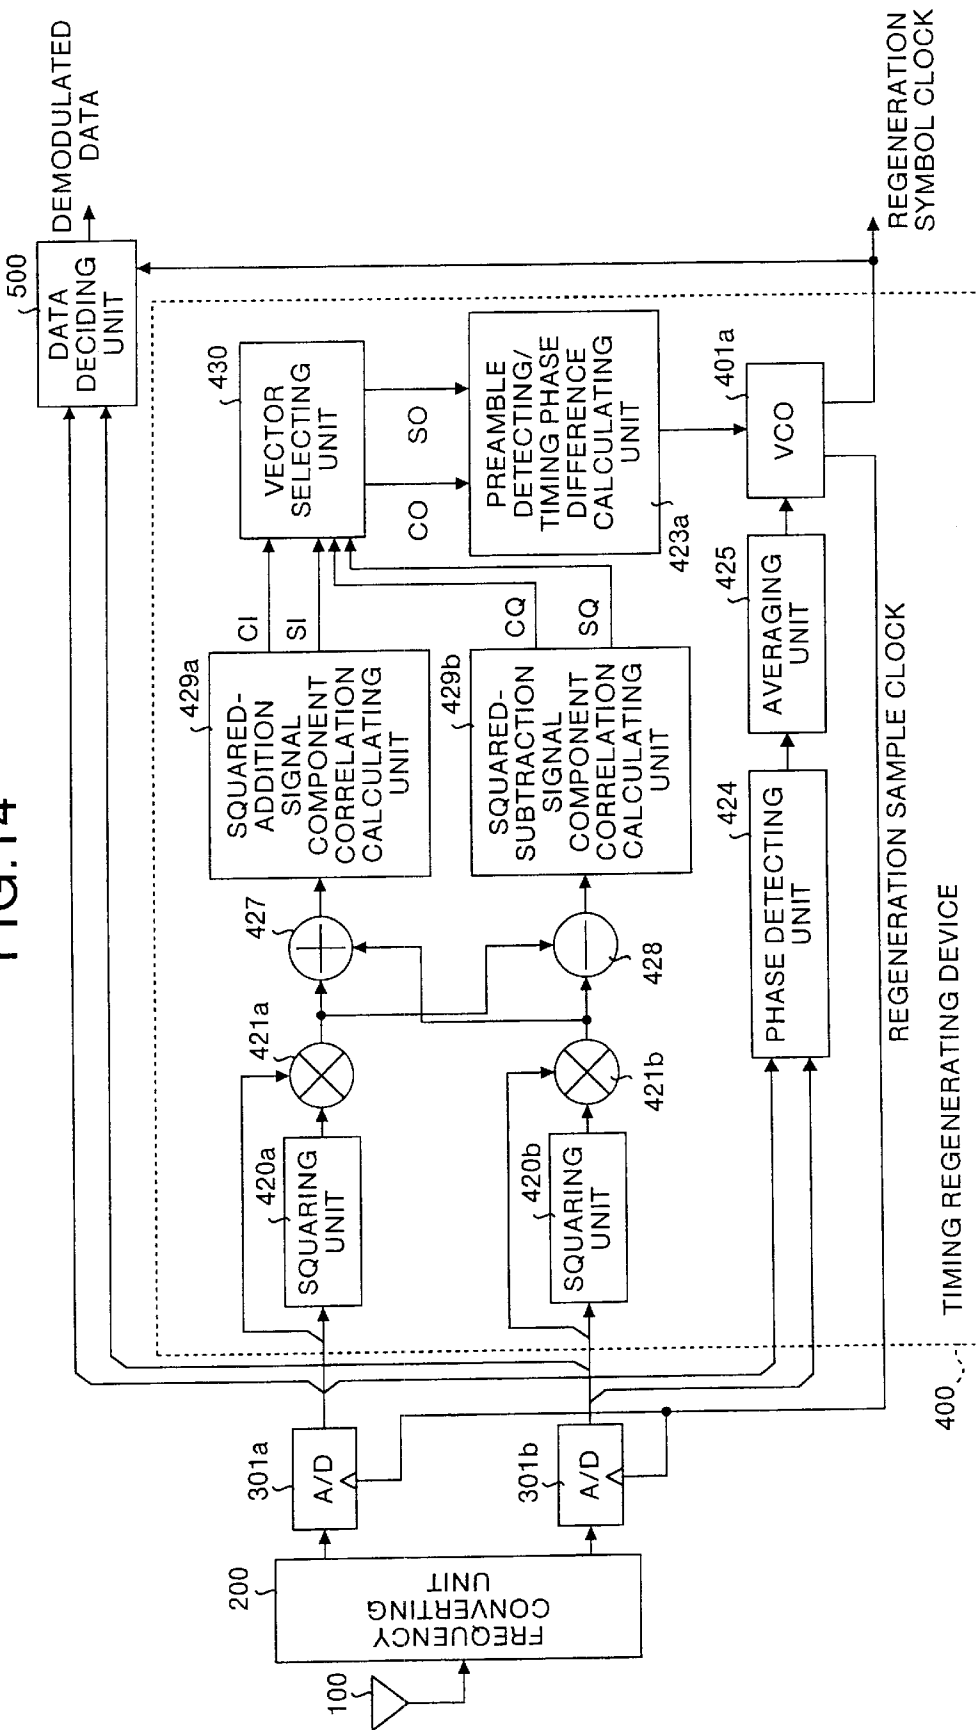 FIG.14
100
200
FREQUENCY
CONVERTING
UNIT
301a
A/D
301b
A/D
400
TIMING REGENERATING DEVICE
420a
SQUARING
UNIT
420b
SQUARING
UNIT
421a
421b
427
428
429a
SQUARED-
ADDITION
SIGNAL
COMPONENT
CORRELATION
CALCULATING
UNIT
429b
SQUARED-
SUBTRACTION
SIGNAL
COMPONENT
CORRELATION
CALCULATING
UNIT
CI
SI
CQ
SQ
430
VECTOR
SELECTING
UNIT
CO
SO
PREAMBLE
DETECTING/
TIMING PHASE
DIFFERENCE
CALCULATING
UNIT
423a
424
PHASE DETECTING
UNIT
425
AVERAGING
UNIT
401a
VCO
REGENERATION SAMPLE CLOCK
500
DATA
DECIDING
UNIT
DEMODULATED
DATA
REGENERATION
SYMBOL CLOCK